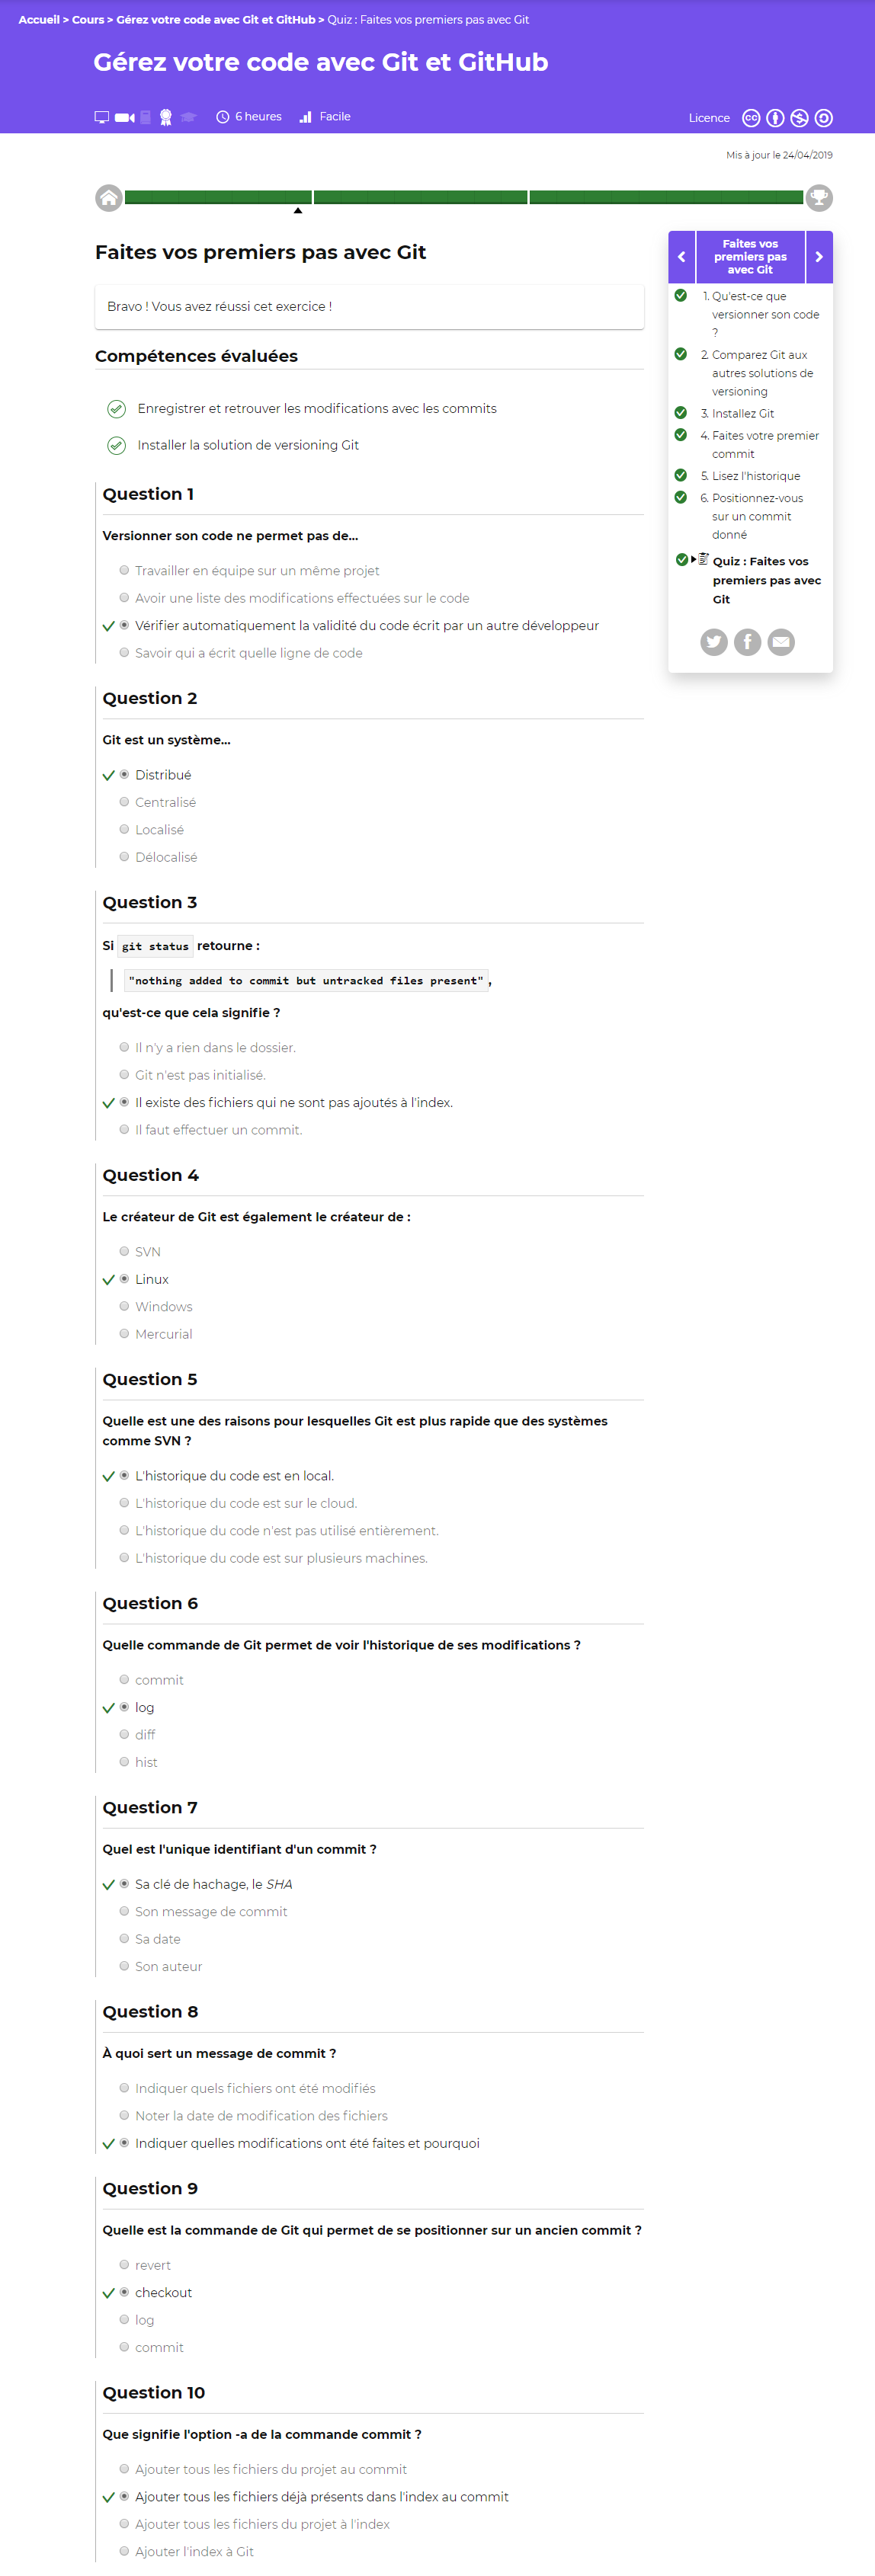 Accueil > Cours > Gérez votre code avec Git et GitHub > Quiz : Faites vos premiers pas avec Git
Gérez votre code avec Git et GitHub
6 heures
Facile
Licence
cc
Mis à jour le 24/04/2019
Faites vos premiers pas avec Git
Bravo ! Vous avez réussi cet exercice !
Compétences évaluées
Enregistrer et retrouver les modifications avec les commits
Installer la solution de versioning Git
Question 1
Versionner son code ne permet pas de...
Travailler en équipe sur un même projet
Avoir une liste des modifications effectuées sur le code
Vérifier automatiquement la validité du code écrit par un autre développeur
Savoir qui a écrit quelle ligne de code
Question 2
Git est un système...
Distribué
Centralisé
Localisé
Délocalisé
Question 3
Si git status retourne :
"nothing added to commit but untracked files present",
qu'est-ce que cela signifie ?
Il n'y a rien dans le dossier.
Git n'est pas initialisé.
Il existe des fichiers qui ne sont pas ajoutés à l'index.
Il faut effectuer un commit.
Question 4
Le créateur de Git est également le créateur de :
SVN
Linux
Windows
Mercurial
Question 5
Quelle est une des raisons pour lesquelles Git est plus rapide que des systèmes
comme SVN ?
L'historique du code est en local.
L'historique du code est sur le cloud.
L'historique du code n'est pas utilisé entièrement.
L'historique du code est sur plusieurs machines.
Question 6
Quelle commande de Git permet de voir l'historique de ses modifications ?
commit
log
diff
hist
Question 7
Quel est l'unique identifiant d'un commit ?
Sa clé de hachage, le SHA
Son message de commit
Sa date
Son auteur
Question 8
À quoi sert un message de commit ?
Indiquer quels fichiers ont été modifiés
Noter la date de modification des fichiers
Indiquer quelles modifications ont été faites et pourquoi
Question 9
Quelle est la commande de Git qui permet de se positionner sur un ancien commit ?
revert
checkout
log
commit
Question 10
Que signifie l'option -a de la commande commit ?
Ajouter tous les fichiers du projet au commit
Ajouter tous les fichiers déjà présents dans l'index au commit
Ajouter tous les fichiers du projet à l'index
Ajouter l'index à Git
Faites vos
premiers pas
avec Git
1. Qu'est-ce que
versionner son code
?
2. Comparez Git aux
autres solutions de
versioning
3. Installez Git
4. Faites votre premier
commit
5. Lisez l'historique
6. Positionnez-vous
sur un commit
donné
Quiz : Faites vos
premiers pas avec
Git